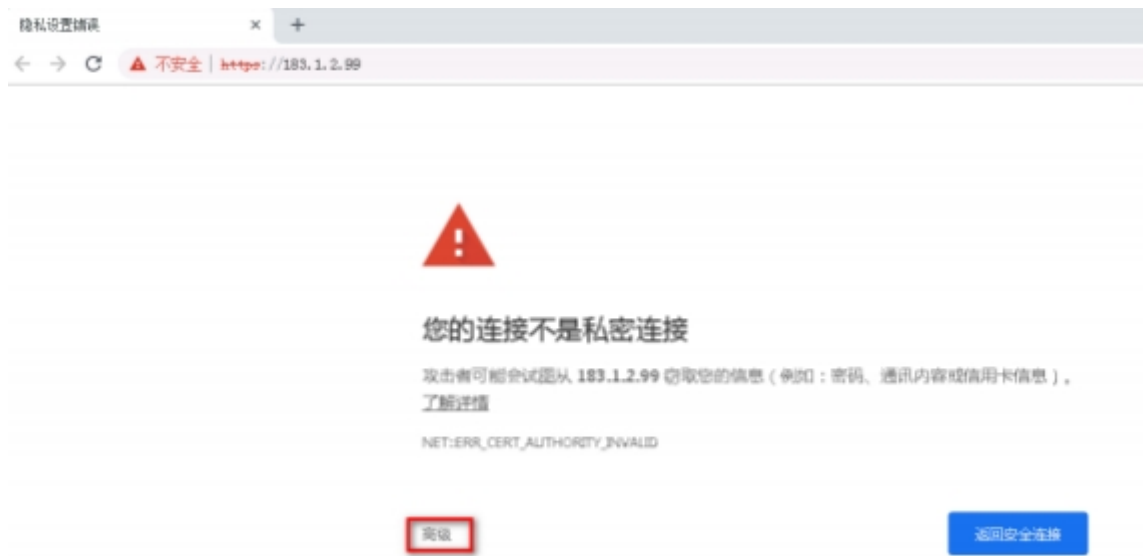 隐私设置错误
不安全 | https://183.1.2.99
您的连接不是私密连接
攻击者可能会试图从 183.1.2.99 窃取您的信息（例如：密码、通讯内容或信用卡信息）。
了解详情
NET::ERR_CERT_AUTHORITY_INVALID
高级
返回安全连接